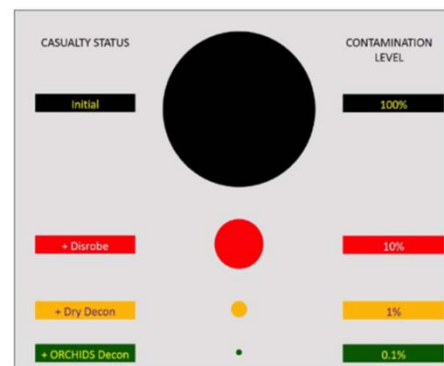 CASUALTY STATUS
CONTAMINATION
LEVEL
Initial
100%
+ Disrobe
10%
+ Dry Decon
1%
+ ORCHIDS Decon
0.1%